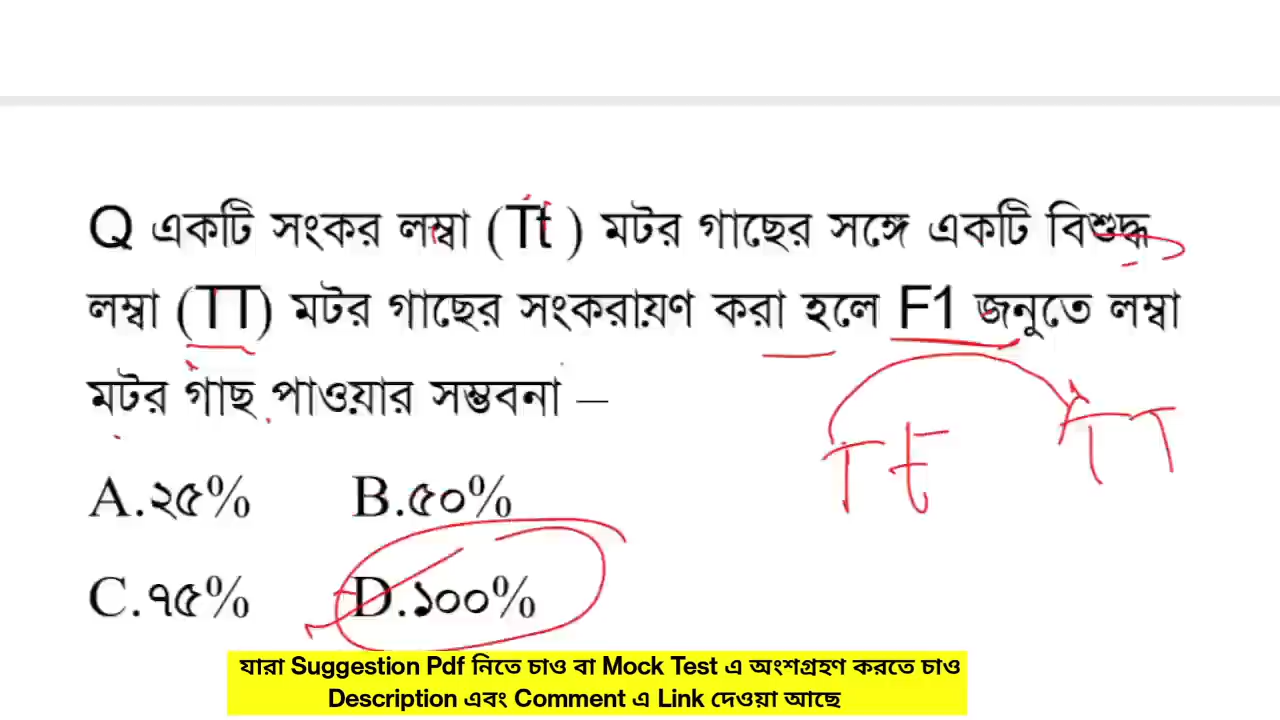 Q একটি সংকর লম্বা (Tt ) মটর গাছের সঙ্গে একটি বিশুদ্ধ
লম্বা (TT) মটর গাছের সংকরায়ণ করা হলে F1 জনুতে লম্বা
মটর গাছ পাওয়ার সম্ভবনা –
Tt TT
A.২৫% B.৫০%
C.৭৫% D.১০০%
যারা Suggestion Pdf নিতে চাও বা Mock Test এ অংশগ্রহণ করতে চাও
Description এবং Comment এ Link দেওয়া আছে